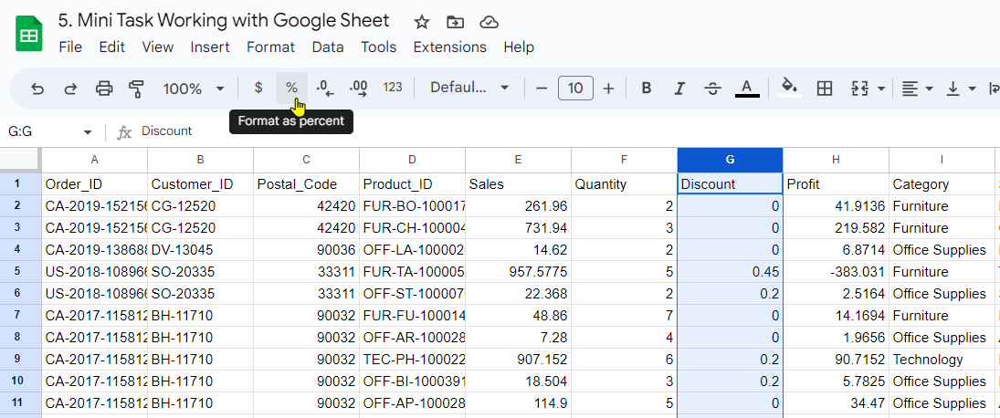 5. Mini Task Working with Google Sheet
File Edit View Insert Format Data Tools Extensions Help
100% $ % .0 .00 123 Defaul... − 10 + B I S A
Format as percent
G:G fx Discount
A B C D E F G H I
1 Order_ID Customer_ID Postal_Code Product_ID Sales Quantity Discount Profit Category
2 CA-2019-152156 CG-12520 42420 FUR-BO-100017 261.96 2 0 41.9136 Furniture
3 CA-2019-152156 CG-12520 42420 FUR-CH-100004 731.94 3 0 219.582 Furniture
4 CA-2019-138688 DV-13045 90036 OFF-LA-100002 14.62 2 0 6.8714 Office Supplies
5 US-2018-108966 SO-20335 33311 FUR-TA-100005 957.5775 5 0.45 -383.031 Furniture
6 US-2018-108966 SO-20335 33311 OFF-ST-100007 22.368 2 0.2 2.5164 Office Supplies
7 CA-2017-115812 BH-11710 90032 FUR-FU-100014 48.86 7 0 14.1694 Furniture
8 CA-2017-115812 BH-11710 90032 OFF-AR-100028 7.28 4 0 1.9656 Office Supplies
9 CA-2017-115812 BH-11710 90032 TEC-PH-100022 907.152 6 0.2 90.7152 Technology
10 CA-2017-115812 BH-11710 90032 OFF-BI-1000391 18.504 3 0.2 5.7825 Office Supplies
11 CA-2017-115812 BH-11710 90032 OFF-AP-100028 114.9 5 0 34.47 Office Supplies